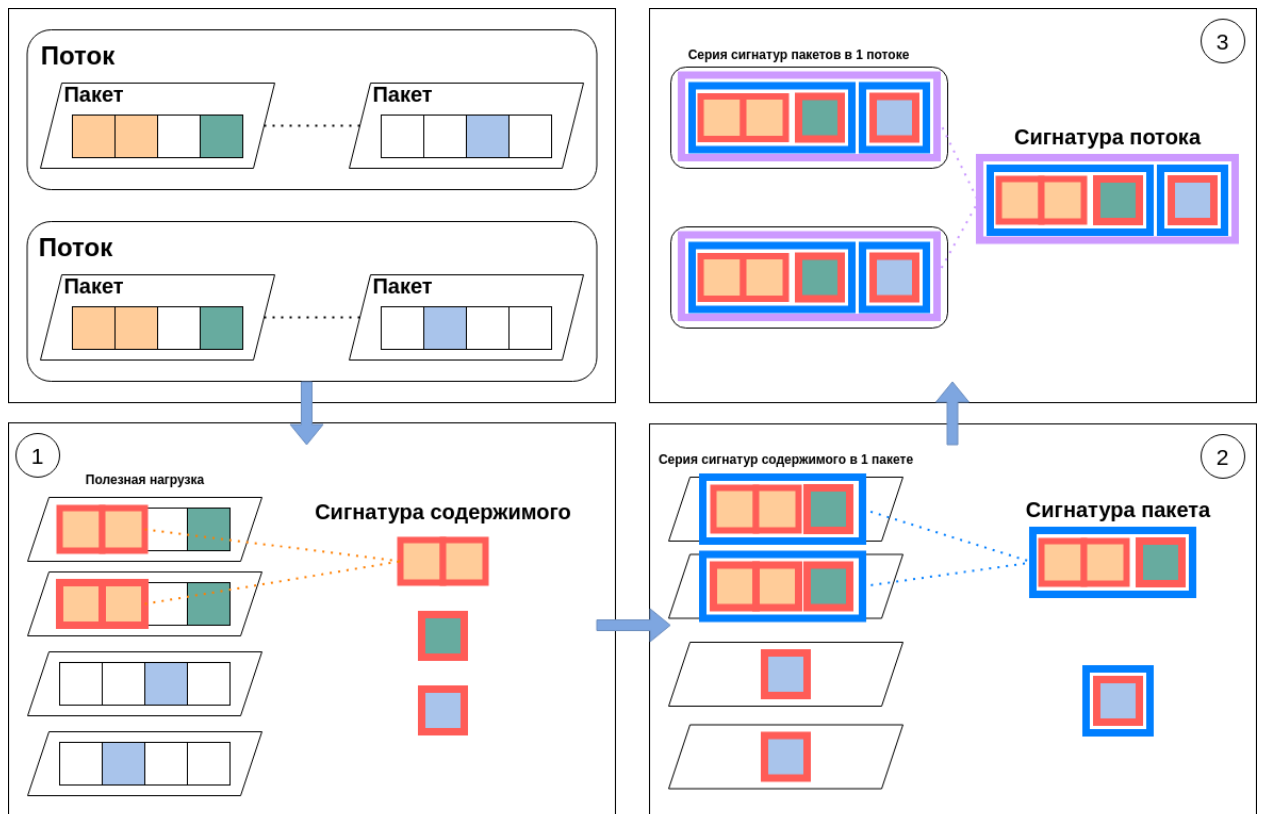 Поток
Пакет
Пакет
Поток
Пакет
Пакет
1
Полезная нагрузка
Сигнатура содержимого
2
Серия сигнатур содержимого в 1 пакете
Сигнатура пакета
3
Серия сигнатур пакетов в 1 потоке
Сигнатура потока